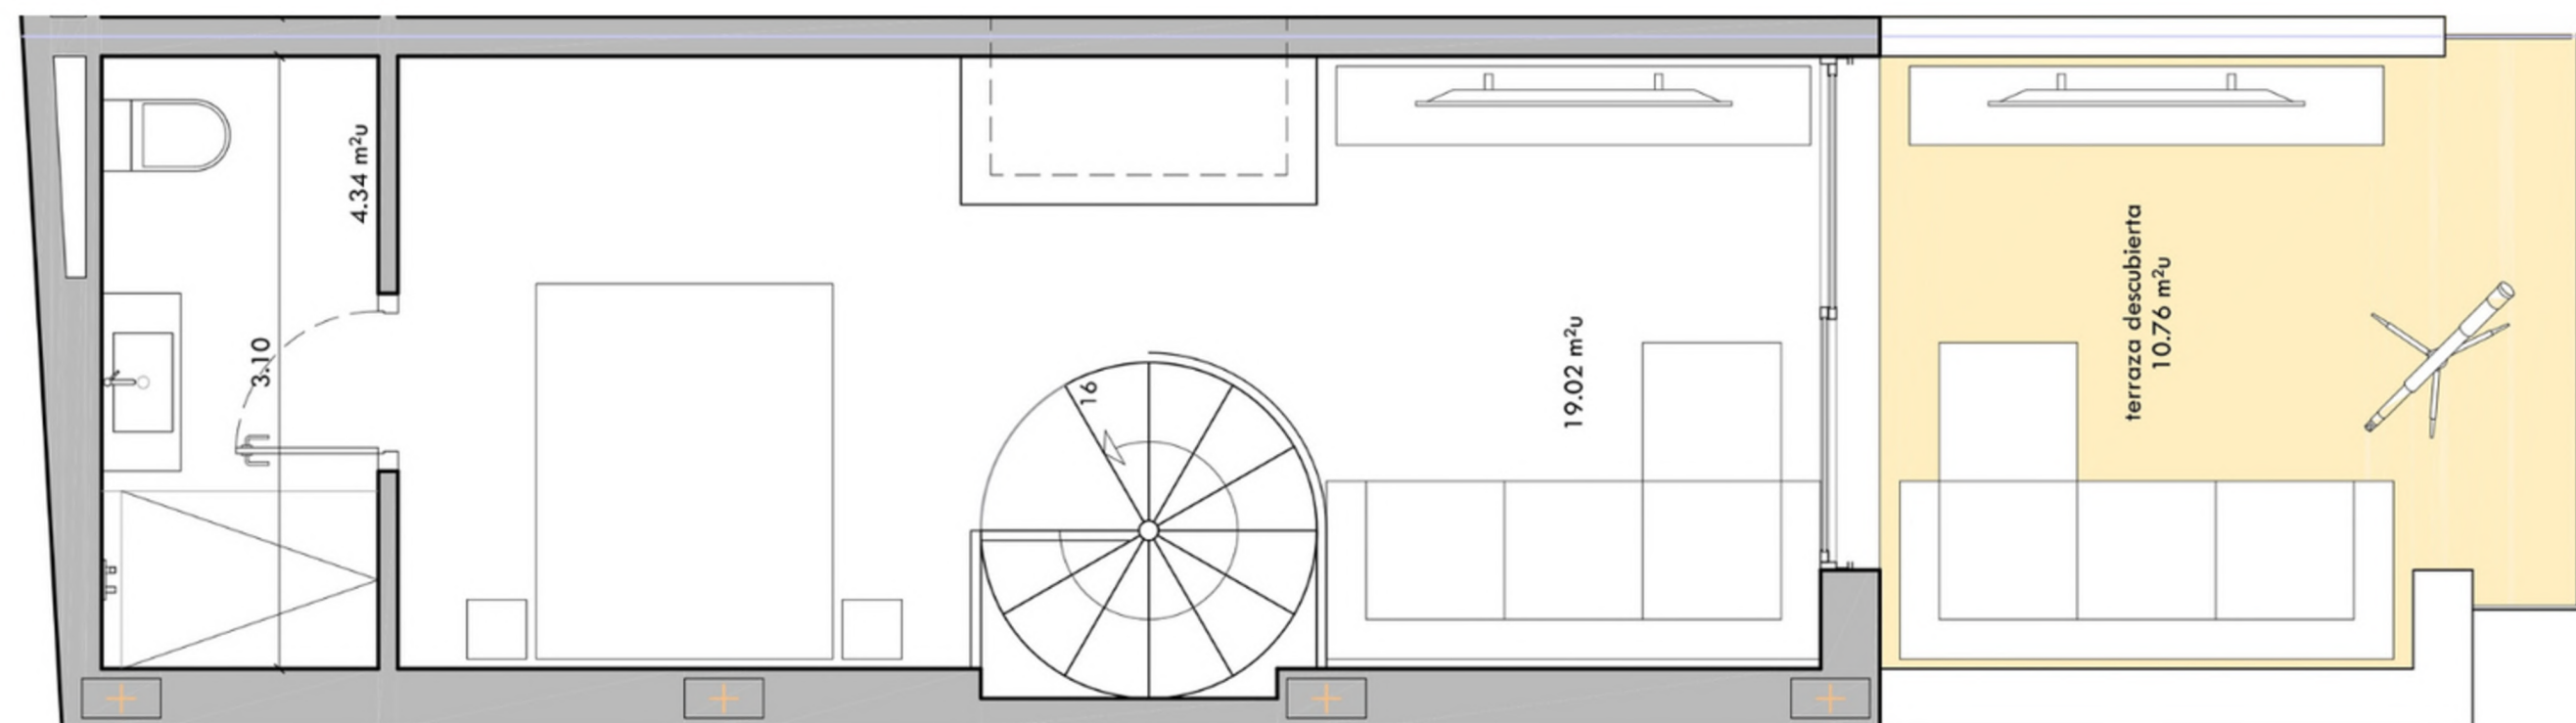 4.34 m²u
3.10
16
19.02 m²u
terraza descubierta
10.76 m²u